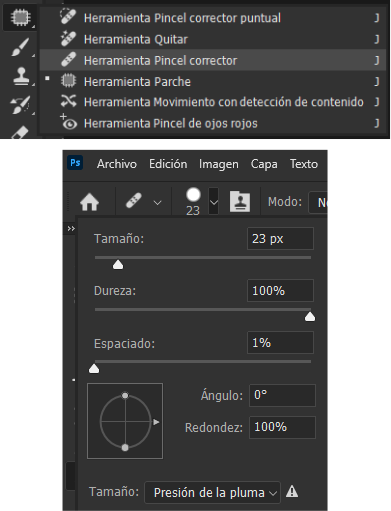 Herramienta Pincel corrector puntual J
Herramienta Quitar J
Herramienta Pincel corrector J
Herramienta Parche J
Herramienta Movimiento con detección de contenido J
Herramienta Pincel de ojos rojos J
Ps Archivo Edición Imagen Capa Texto
23 Modo:
Tamaño: 23 px
Dureza: 100%
Espaciado: 1%
Ángulo: 0°
Redondez: 100%
Tamaño: Presión de la pluma